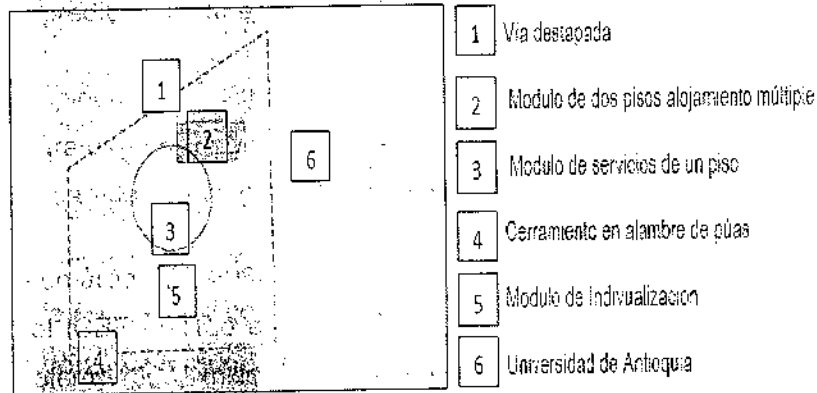 1 Vía destapada
2 Modulo de dos pisos alojamiento múltiple
3 Modulo de servicios de un piso
4 Cerramiento en alambre de púas
5 Modulo de Indivualizacion
6 Universidad de Antioquia
1
2
6
3
5
4